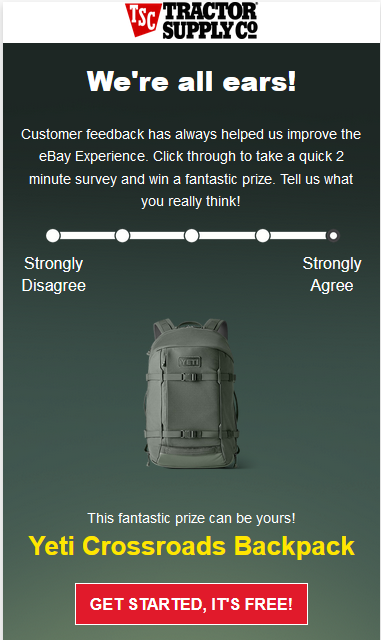 TSC TRACTOR
SUPPLY CO
We're all ears!
Customer feedback has always helped us improve the
eBay Experience. Click through to take a quick 2
minute survey and win a fantastic prize. Tell us what
you really think!
Strongly Disagree
Strongly Agree
YETI
This fantastic prize can be yours!
Yeti Crossroads Backpack
GET STARTED, IT'S FREE!